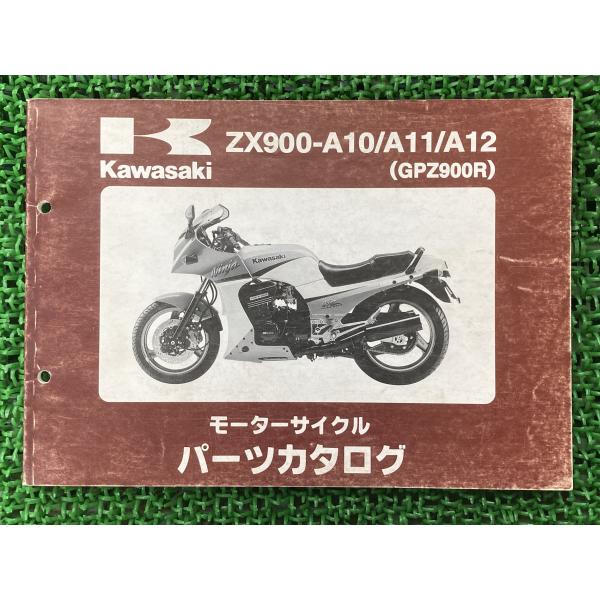 ZX900-A10/A11/A12
Kawasaki
(GPZ900R)
Kawasaki
Ninja
モーターサイクル
パーツカタログ